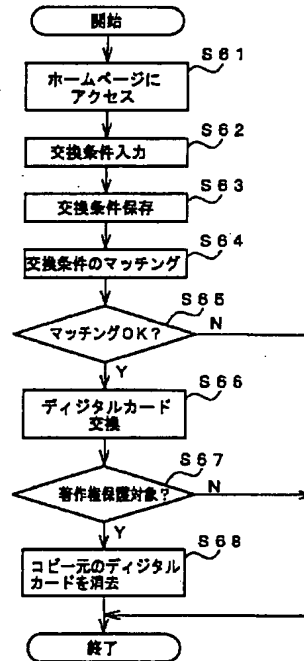 開始
S61
ホームページに
アクセス
S62
交換条件入力
S63
交換条件保存
S64
交換条件のマッチング
S65
マッチングOK?
N
Y
S66
ディジタルカード
交換
S67
著作権保護対象?
N
Y
S68
コピー元のディジタル
カードを消去
終了